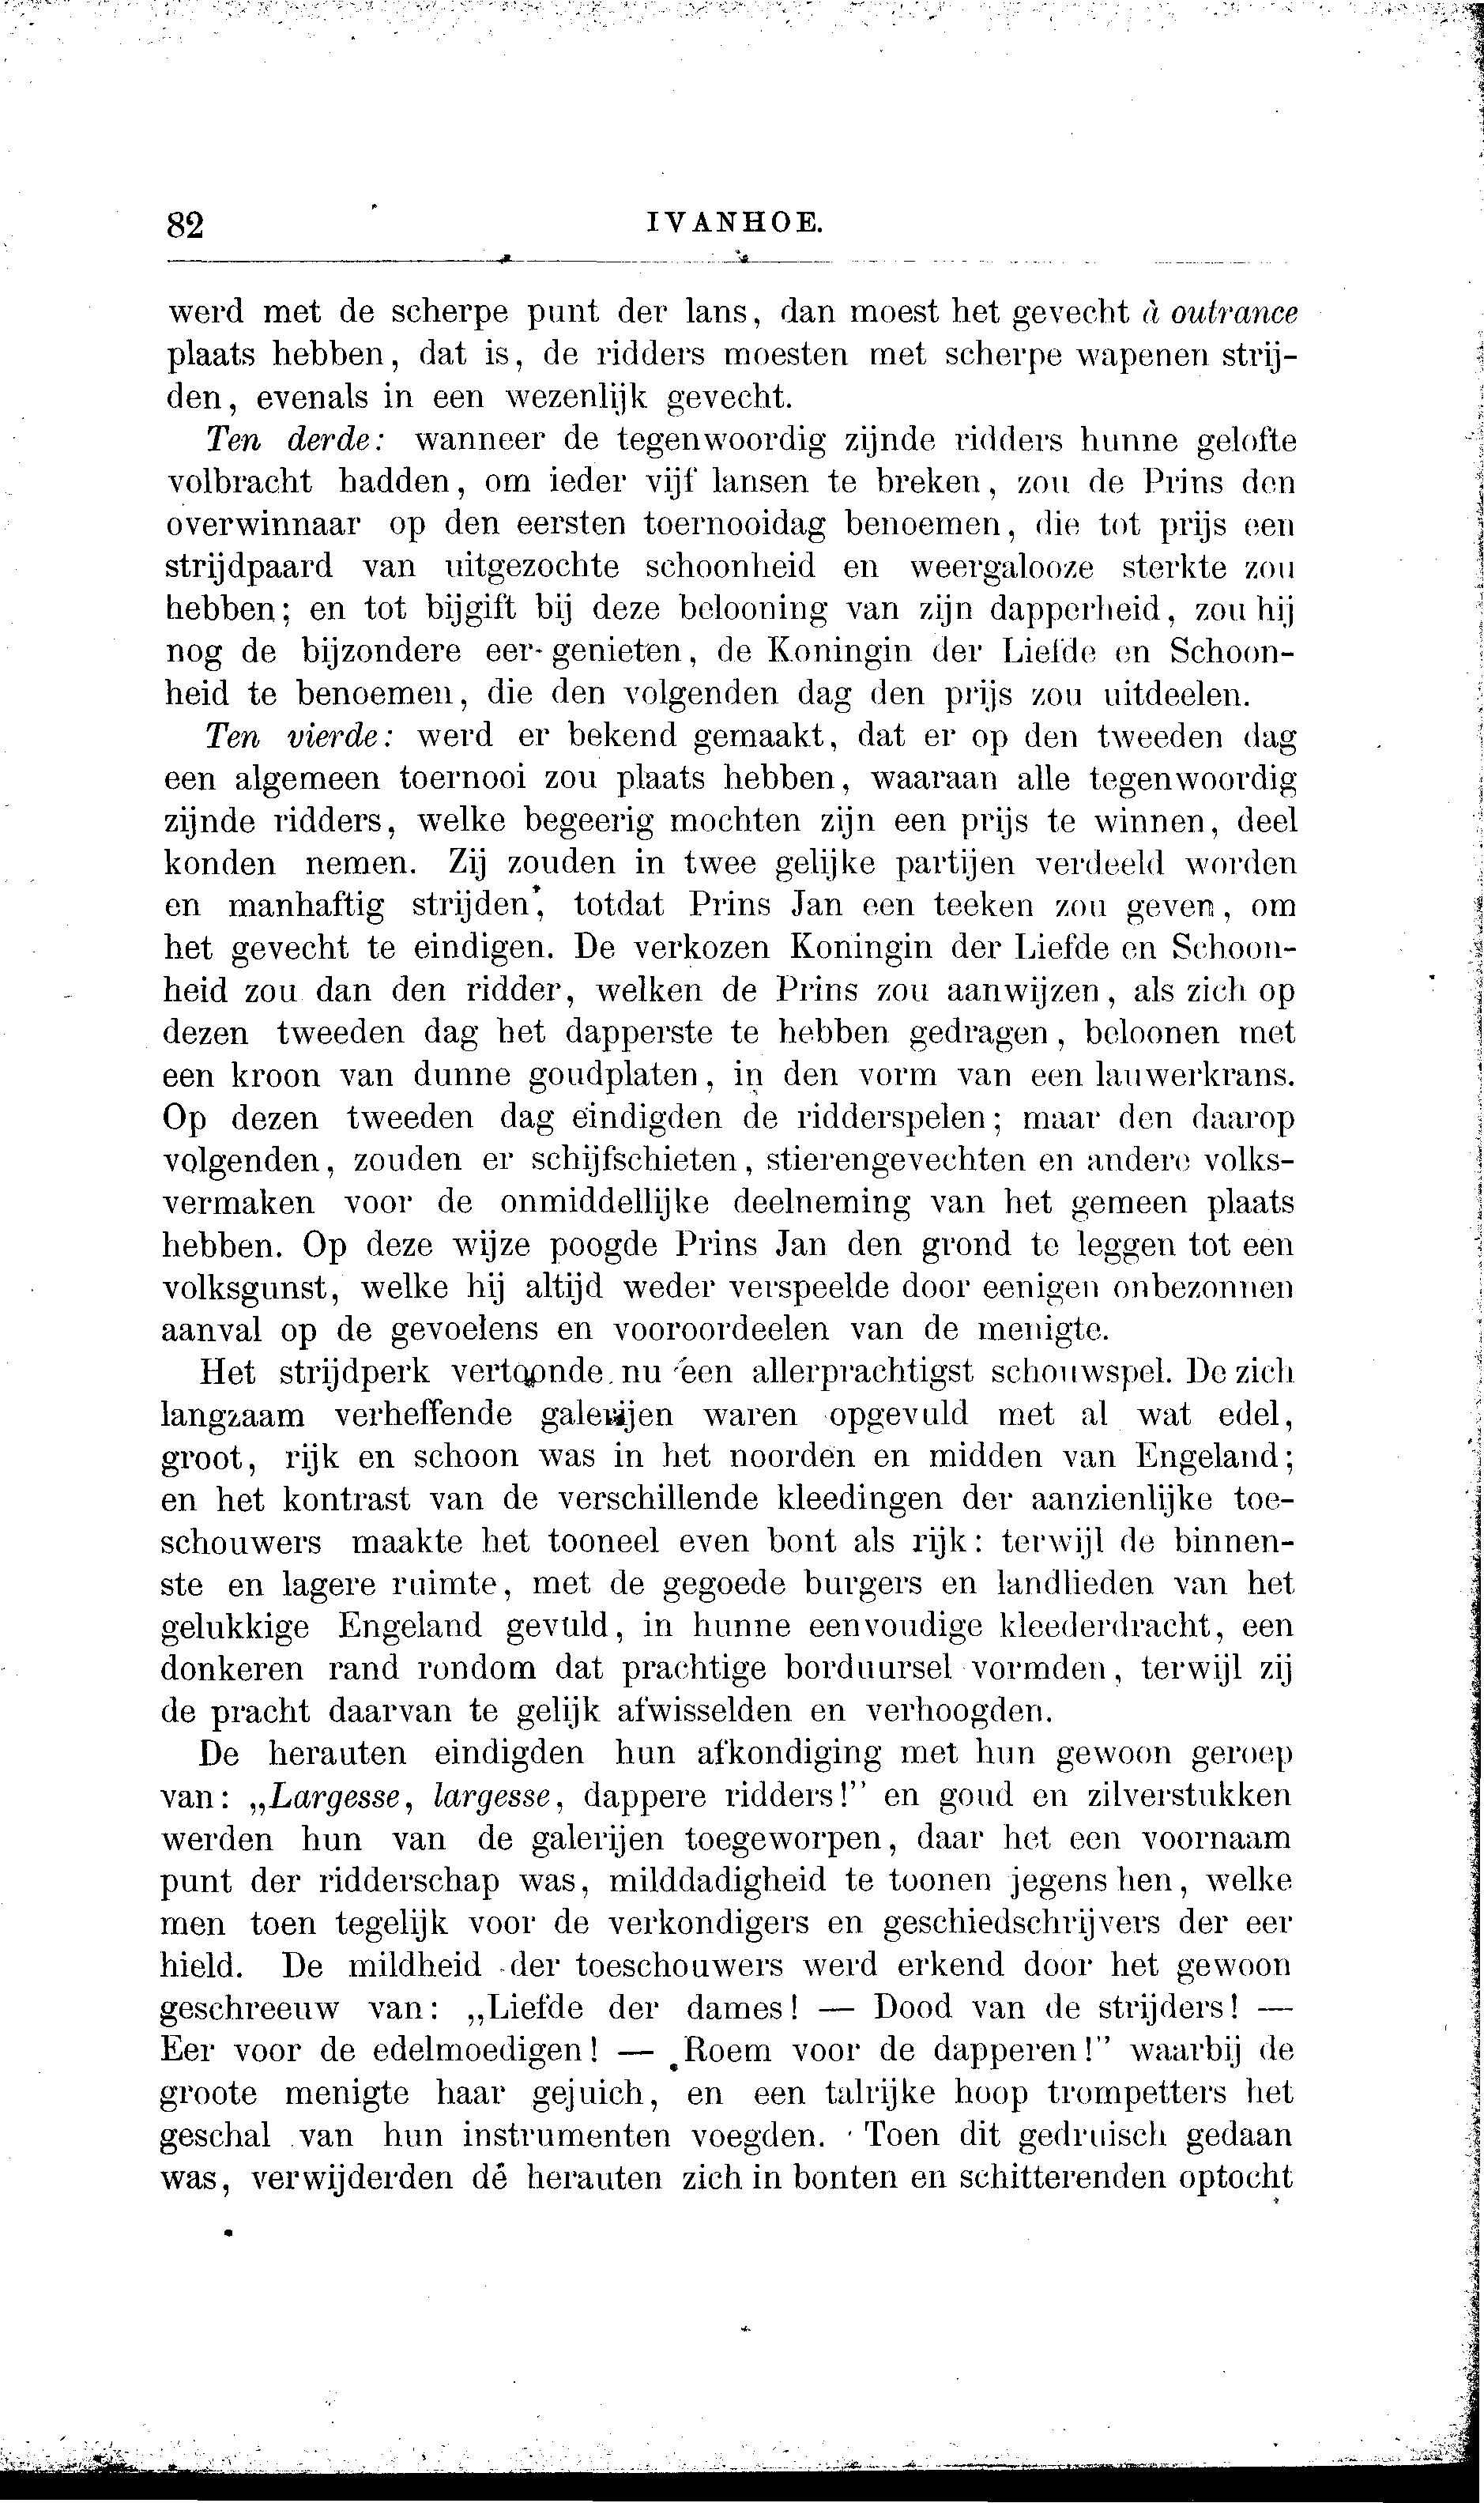 82
IVANHOE.
werd met de scherpe punt der lans, dan moest het gevecht à outrance
plaats hebben, dat is, de ridders moesten met scherpe wapenen strij-
den, evenals in een wezenlijk gevecht.
Ten derde: wanneer de tegenwoordig zijnde ridders hunne gelofte
volbracht hadden, om ieder vijf lansen te breken, zou de Prins den
overwinnaar op den eersten toernooidag benoemen, die tot prijs een
strijdpaard van uitgezochte schoonheid en weergalooze sterkte zou
hebben; en tot bijgift bij deze belooning van zijn dapperheid, zou hij
nog de bijzondere eer genieten, de Koningin der Liefde en Schoon-
heid te benoemen, die den volgenden dag den prijs zou uitdeelen.
Ten vierde: werd er bekend gemaakt, dat er op den tweeden dag
een algemeen toernooi zou plaats hebben, waaraan alle tegenwoordig
zijnde ridders, welke begeerig mochten zijn een prijs te winnen, deel
konden nemen. Zij zouden in twee gelijke partijen verdeeld worden
en manhaftig strijden, totdat Prins Jan een teeken zou geven, om
het gevecht te eindigen. De verkozen Koningin der Liefde en Schoon-
heid zou dan den ridder, welken de Prins zou aanwijzen, als zich op
dezen tweeden dag het dapperste te hebben gedragen, beloonen met
een kroon van dunne goudplaten, in den vorm van een lauwerkrans.
Op dezen tweeden dag eindigden de ridderspelen; maar den daarop
volgenden, zouden er schijfschieten, stierengevechten en andere volks-
vermaken voor de onmiddellijke deelneming van het gemeen plaats
hebben. Op deze wijze poogde Prins Jan den grond te leggen tot een
volksgunst, welke hij altijd weder verspeelde door eenigen onbezonnen
aanval op de gevoelens en vooroordeelen van de menigte.
Het strijdperk vertoonde nu een allerprachtigst schouwspel. De zich
langzaam verheffende galerijen waren opgevuld met al wat edel,
groot, rijk en schoon was in het noorden en midden van Engeland;
en het kontrast van de verschillende kleedingen der aanzienlijke toe-
schouwers maakte het tooneel even bont als rijk: terwijl de binnen-
ste en lagere ruimte, met de gegoede burgers en landlieden van het
gelukkige Engeland gevuld, in hunne eenvoudige kleederdracht, een
donkeren rand rondom dat prachtige borduursel vormden, terwijl zij
de pracht daarvan te gelijk afwisselden en verhoogden.
De herauten eindigden hun afkondiging met hun gewoon geroep
van: „Largesse, largesse, dappere ridders!” en goud en zilverstukken
werden hun van de galerijen toegeworpen, daar het een voornaam
punt der ridderschap was, milddadigheid te toonen jegens hen, welke
men toen tegelijk voor de verkondigers en geschiedschrijvers der eer
hield. De mildheid der toeschouwers werd erkend door het gewoon
geschreeuw van: „Liefde der dames! — Dood van de strijders! —
Eer voor de edelmoedigen! — Roem voor de dapperen!” waarbij de
groote menigte haar gejuich, en een talrijke hoop trompetters het
geschal van hun instrumenten voegden. Toen dit gedruisch gedaan
was, verwijderden de herauten zich in bonten en schitterenden optocht